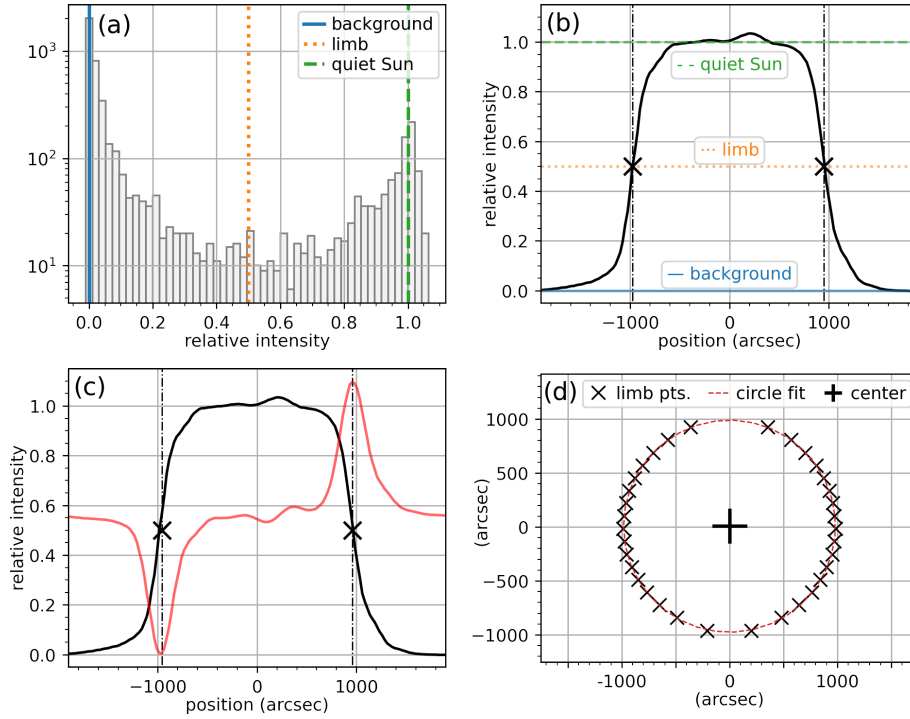 (a)
background
limb
quiet Sun
10³
10²
10¹
0.0 0.2 0.4 0.6 0.8 1.0
relative intensity
(b)
relative intensity
1.0
0.8
0.6
0.4
0.2
0.0
-- quiet Sun
··· limb
— background
−1000 0 1000
position (arcsec)
(c)
relative intensity
1.0
0.8
0.6
0.4
0.2
0.0
−1000 0 1000
position (arcsec)
(d)
limb pts. circle fit center
(arcsec)
1000
500
0
−500
−1000
-1000 0 1000
(arcsec)